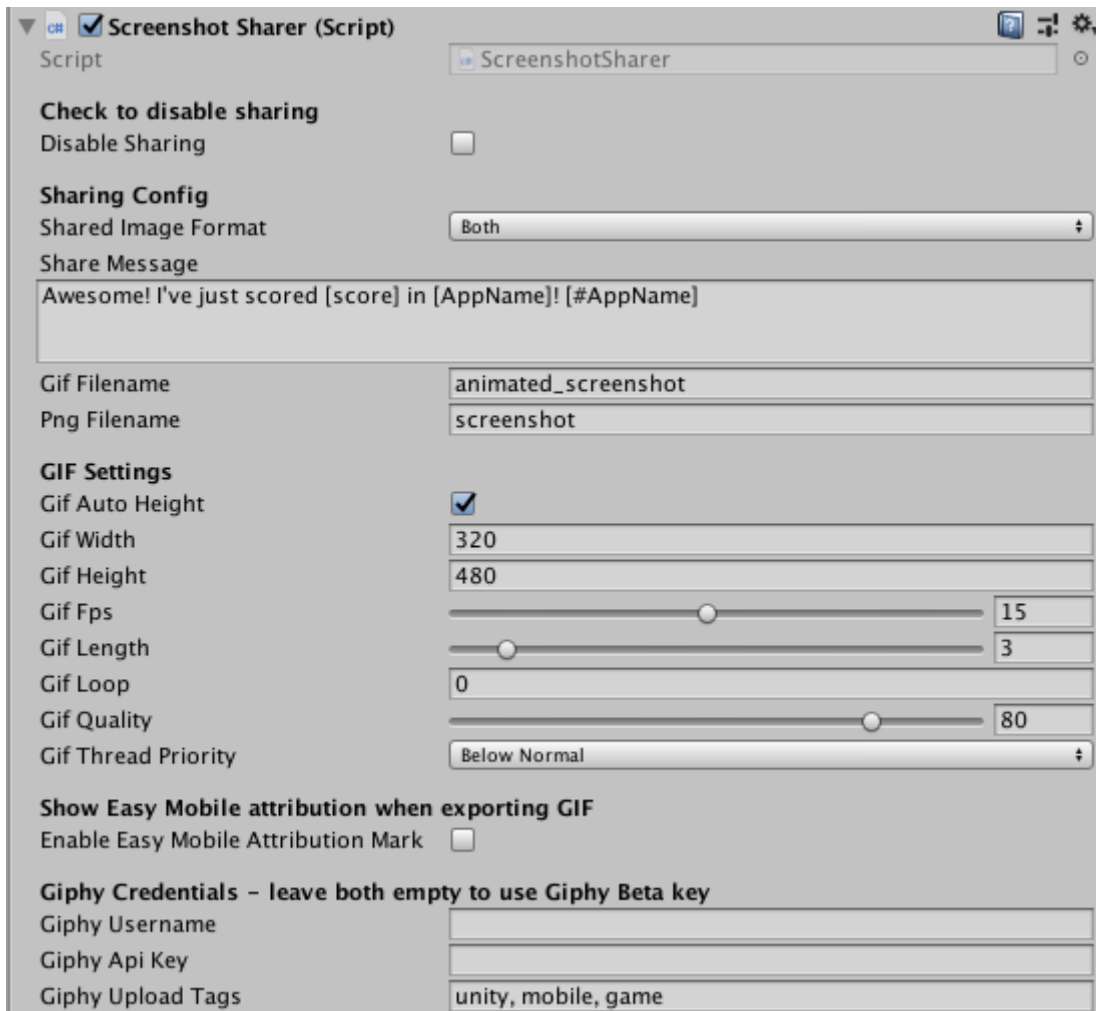 c# Screenshot Sharer (Script)
Script ScreenshotSharer
Check to disable sharing
Disable Sharing
Sharing Config
Shared Image Format Both
Share Message
Awesome! I've just scored [score] in [AppName]! [#AppName]
Gif Filename animated_screenshot
Png Filename screenshot
GIF Settings
Gif Auto Height
Gif Width 320
Gif Height 480
Gif Fps 15
Gif Length 3
Gif Loop 0
Gif Quality 80
Gif Thread Priority Below Normal
Show Easy Mobile attribution when exporting GIF
Enable Easy Mobile Attribution Mark
Giphy Credentials - leave both empty to use Giphy Beta key
Giphy Username
Giphy Api Key
Giphy Upload Tags unity, mobile, game